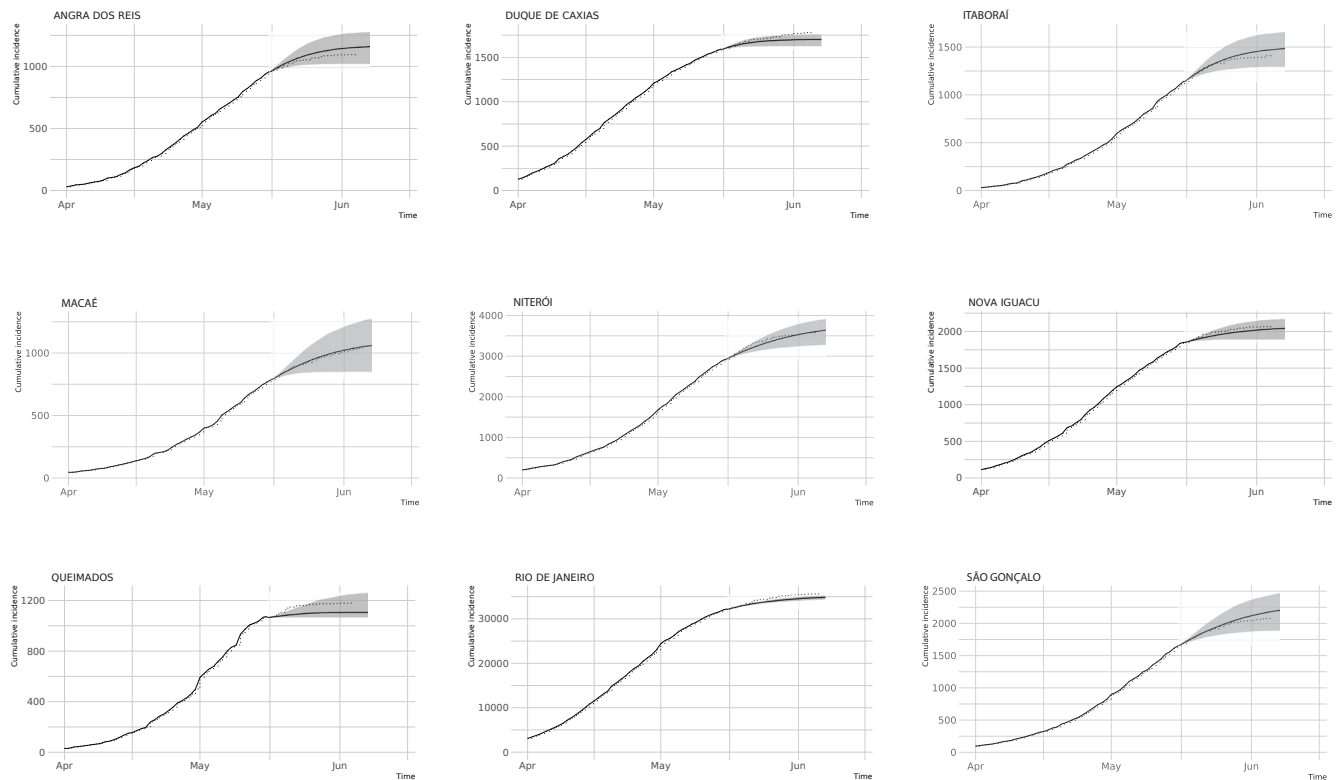 ANGRA DOS REIS
Cumulative incidence
1000
500
0
Apr May Jun
Time
DUQUE DE CAXIAS
Cumulative incidence
1500
1000
500
0
Apr May Jun
Time
ITABORAÍ
Cumulative incidence
1500
1000
500
0
Apr May Jun
Time
MACAÉ
Cumulative incidence
1000
500
0
Apr May Jun
Time
NITERÓI
Cumulative incidence
4000
3000
2000
1000
0
Apr May Jun
Time
NOVA IGUACU
Cumulative incidence
2000
1500
1000
500
0
Apr May Jun
Time
QUEIMADOS
Cumulative incidence
1200
800
400
0
Apr May Jun
Time
RIO DE JANEIRO
Cumulative incidence
30000
20000
10000
0
Apr May Jun
Time
SÃO GONÇALO
Cumulative incidence
2500
2000
1500
1000
500
0
Apr May Jun
Time